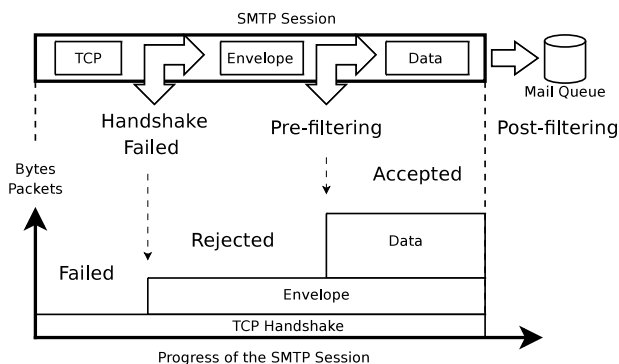 SMTP Session
TCP
Envelope
Data
Mail Queue
Handshake
Failed
Pre-filtering
Post-filtering
Bytes
Packets
Accepted
Rejected
Data
Failed
Envelope
TCP Handshake
Progress of the SMTP Session